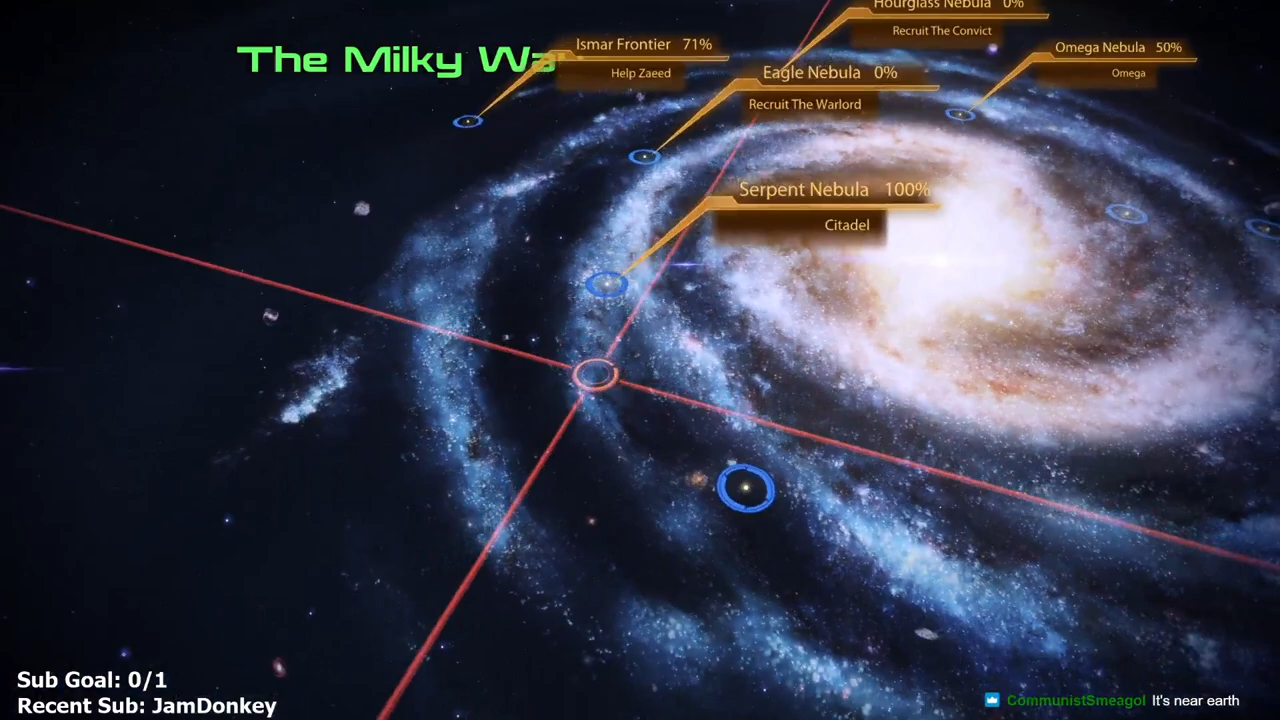 Hourglass Nebula 0%
Recruit The Convict
The Milky Way
Ismar Frontier 71%
Help Zaeed
Omega Nebula 50%
Omega
Eagle Nebula 0%
Recruit The Warlord
Serpent Nebula 100%
Citadel
Sub Goal: 0/1
Recent Sub: JamDonkey
CommunistSmeagol It's near earth